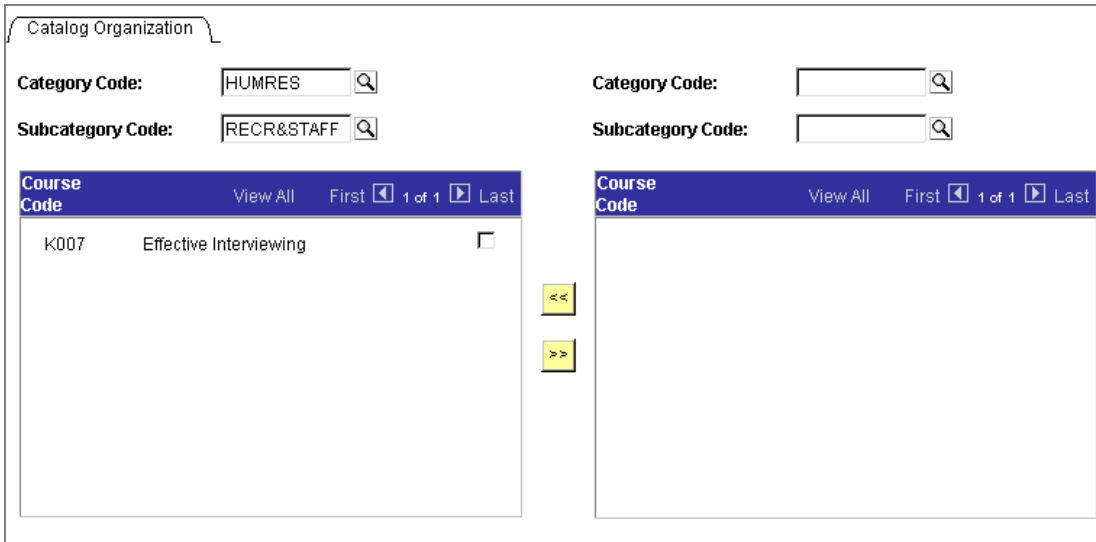 Catalog Organization
Category Code: HUMRES Category Code:
Subcategory Code: RECR&STAFF Subcategory Code:
Course Code View All First 1 of 1 Last Course Code View All First 1 of 1 Last
K007 Effective Interviewing
<<
>>